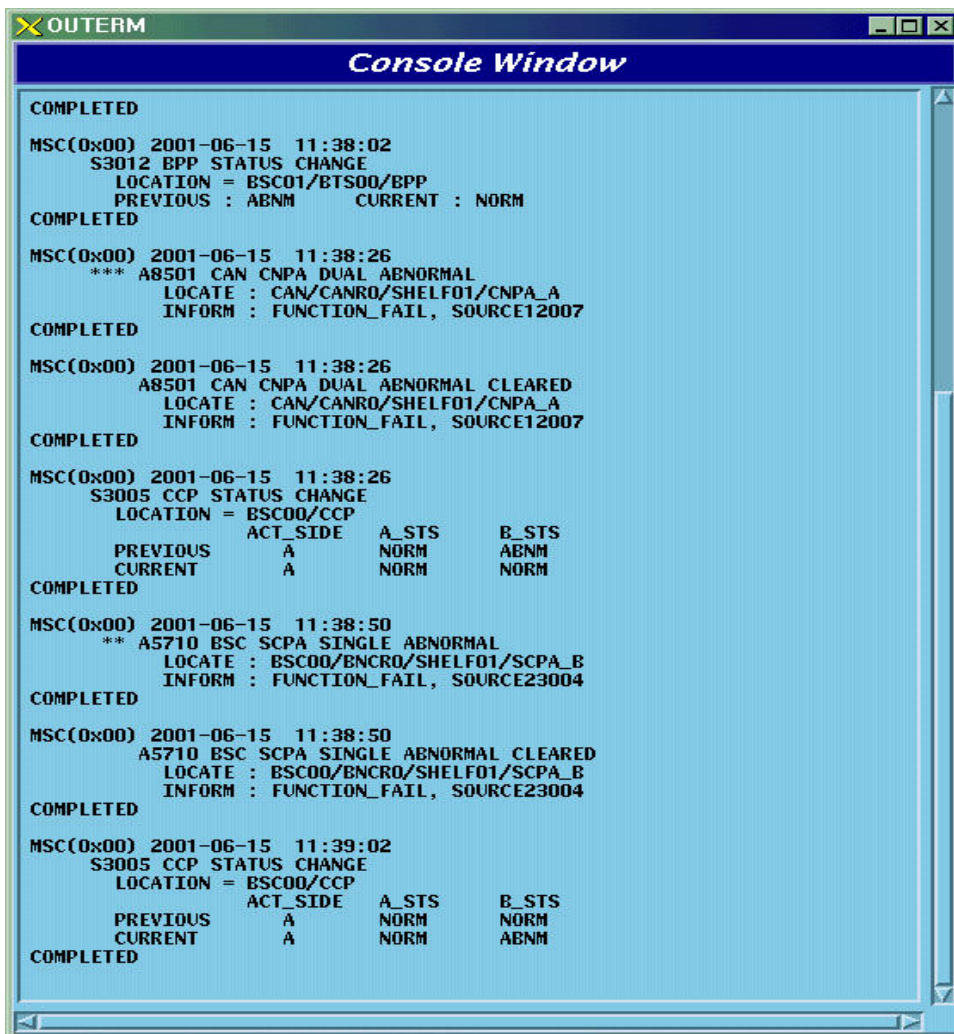 OUTERM
Console Window
COMPLETED
MSC(0x00) 2001-06-15 11:38:02
S3012 BPP STATUS CHANGE
LOCATION = BSC01/BTS00/BPP
PREVIOUS : ABNM CURRENT : NORM
COMPLETED
MSC(0x00) 2001-06-15 11:38:26
*** A8501 CAN CNPA DUAL ABNORMAL
LOCATE : CAN/CANR0/SHELF01/CNPA_A
INFORM : FUNCTION_FAIL, SOURCE12007
COMPLETED
MSC(0x00) 2001-06-15 11:38:26
A8501 CAN CNPA DUAL ABNORMAL CLEARED
LOCATE : CAN/CANR0/SHELF01/CNPA_A
INFORM : FUNCTION_FAIL, SOURCE12007
COMPLETED
MSC(0x00) 2001-06-15 11:38:26
S3005 CCP STATUS CHANGE
LOCATION = BSC00/CCP
ACT_SIDE A_STS B_STS
PREVIOUS A NORM ABNM
CURRENT A NORM NORM
COMPLETED
MSC(0x00) 2001-06-15 11:38:50
** A5710 BSC SCPA SINGLE ABNORMAL
LOCATE : BSC00/BNCR0/SHELF01/SCPA_B
INFORM : FUNCTION_FAIL, SOURCE23004
COMPLETED
MSC(0x00) 2001-06-15 11:38:50
A5710 BSC SCPA SINGLE ABNORMAL CLEARED
LOCATE : BSC00/BNCR0/SHELF01/SCPA_B
INFORM : FUNCTION_FAIL, SOURCE23004
COMPLETED
MSC(0x00) 2001-06-15 11:39:02
S3005 CCP STATUS CHANGE
LOCATION = BSC00/CCP
ACT_SIDE A_STS B_STS
PREVIOUS A NORM NORM
CURRENT A NORM ABNM
COMPLETED